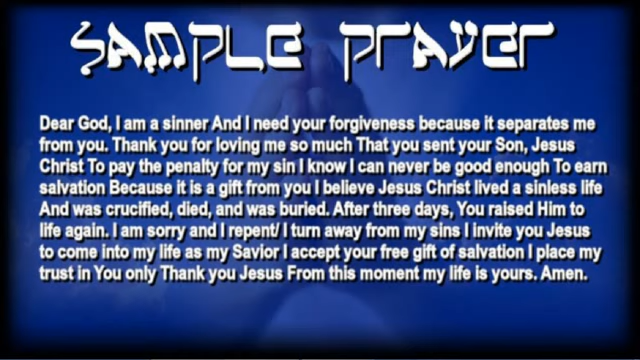 SAMPLE PRAYER
Dear God, I am a sinner And I need your forgiveness because it separates me
from you. Thank you for loving me so much That you sent your Son, Jesus
Christ To pay the penalty for my sin I know I can never be good enough To earn
salvation Because it is a gift from you I believe Jesus Christ lived a sinless life
And was crucified, died, and was buried. After three days, You raised Him to
life again. I am sorry and I repent/ I turn away from my sins I invite you Jesus
to come into my life as my Savior I accept your free gift of salvation I place my
trust in You only Thank you Jesus From this moment my life is yours. Amen.